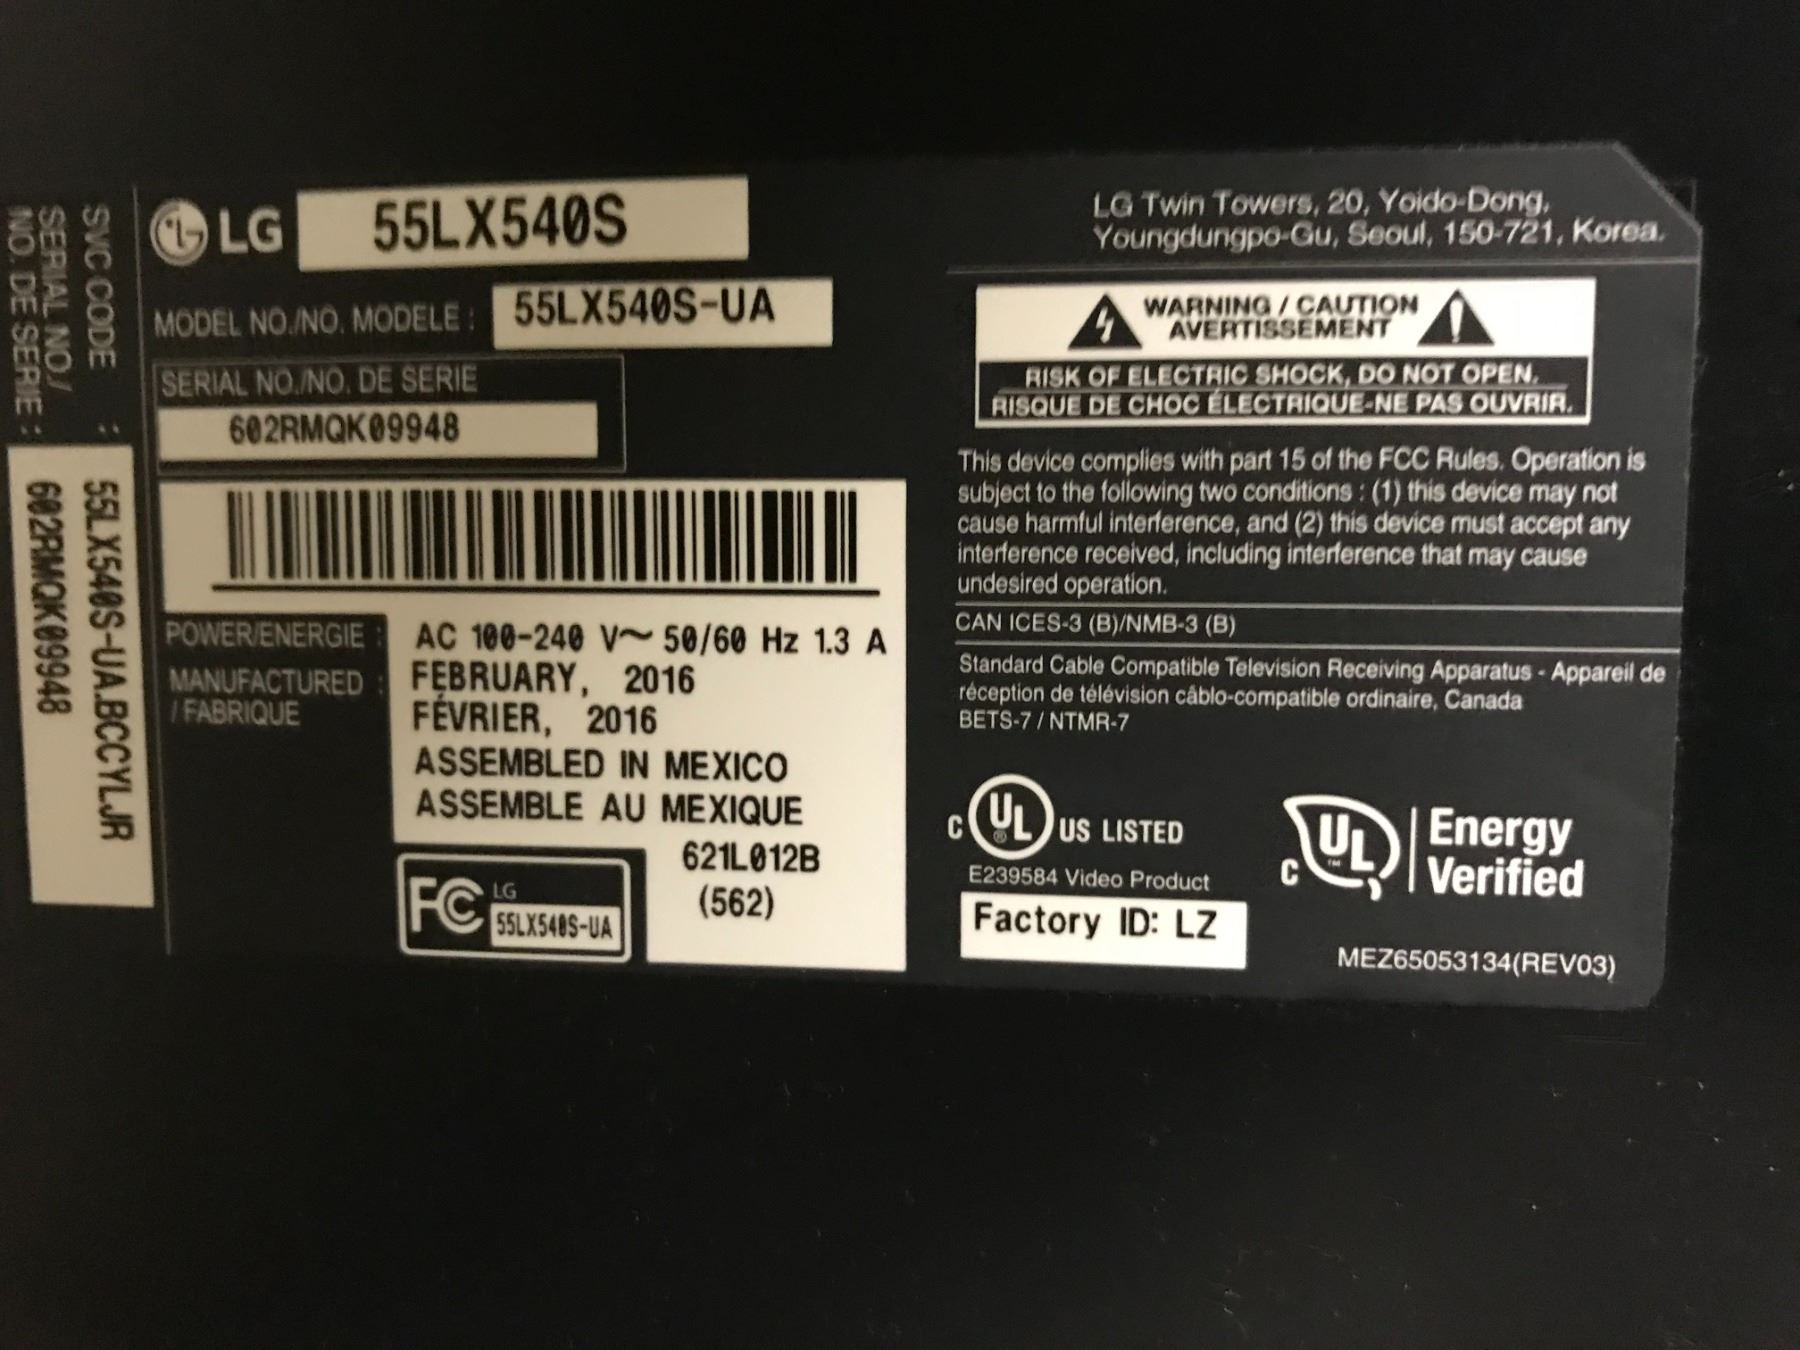 SVC CODE : 55LX540S-UA.BCCYLJR
SERIAL NO./
NO. DE SERIE : 602RMQK09948
LG 55LX540S
MODEL NO./NO. MODELE : 55LX540S-UA
SERIAL NO./NO. DE SERIE
602RMQK09948
POWER/ENERGIE : AC 100-240 V~ 50/60 Hz 1.3 A
MANUFACTURED : FEBRUARY, 2016
/ FABRIQUE FÉVRIER, 2016
ASSEMBLED IN MEXICO
ASSEMBLE AU MEXIQUE
621L012B
(562)
FC LG
55LX540S-UA
LG Twin Towers, 20, Yoido-Dong,
Youngdungpo-Gu, Seoul, 150-721, Korea.
WARNING / CAUTION
AVERTISSEMENT
RISK OF ELECTRIC SHOCK, DO NOT OPEN.
RISQUE DE CHOC ÉLECTRIQUE-NE PAS OUVRIR.
This device complies with part 15 of the FCC Rules. Operation is
subject to the following two conditions : (1) this device may not
cause harmful interference, and (2) this device must accept any
interference received, including interference that may cause
undesired operation.
CAN ICES-3 (B)/NMB-3 (B)
Standard Cable Compatible Television Receiving Apparatus - Appareil de
réception de télévision câblo-compatible ordinaire, Canada
BETS-7 / NTMR-7
C UL ® US LISTED
E239584 Video Product
Factory ID: LZ
C UL ™ Energy
Verified
MEZ65053134(REV03)